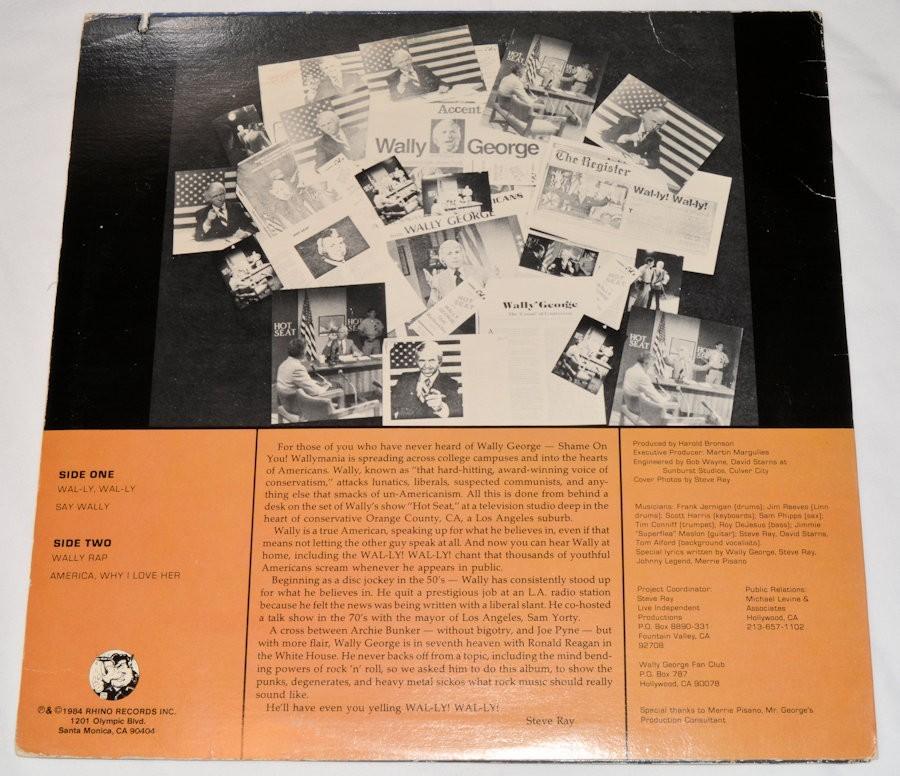 Accent
Wally George
The Register
Wal-ly! Wal-ly!
ICANS
WALLY GEORGE
Wally George
HOT SEAT
HOT SEAT
HOT SEAT
HOT SEAT
SIDE ONE
WAL-LY, WAL-LY
SAY WALLY
SIDE TWO
WALLY RAP
AMERICA, WHY I LOVE HER
℗&©1984 RHINO RECORDS INC.
1201 Olympic Blvd.
Santa Monica, CA 90404
For those of you who have never heard of Wally George — Shame On
You! Wallymania is spreading across college campuses and into the hearts
of Americans. Wally, known as "that hard-hitting, award-winning voice of
conservatism," attacks lunatics, liberals, suspected communists, and any-
thing else that smacks of un-Americanism. All this is done from behind a
desk on the set of Wally's show "Hot Seat," at a television studio deep in the
heart of conservative Orange County, CA, a Los Angeles suburb.
Wally is a true American, speaking up for what he believes in, even if that
means not letting the other guy speak at all. And now you can hear Wally at
home, including the WAL-LY! WAL-LY! chant that thousands of youthful
Americans scream whenever he appears in public.
Beginning as a disc jockey in the 50's — Wally has consistently stood up
for what he believes in. He quit a prestigious job at an L.A. radio station
because he felt the news was being written with a liberal slant. He co-hosted
a talk show in the 70's with the mayor of Los Angeles, Sam Yorty.
A cross between Archie Bunker — without bigotry, and Joe Pyne — but
with more flair, Wally George is in seventh heaven with Ronald Reagan in
the White House. He never backs off from a topic, including the mind bend-
ing powers of rock 'n' roll, so we asked him to do this album, to show the
punks, degenerates, and heavy metal sickos what rock music should really
sound like.
He'll have even you yelling WAL-LY! WAL-LY!
Steve Ray
Produced by Harold Bronson
Executive Producer: Martin Margulies
Engineered by Bob Wayne, David Starns at
Sunburst Studios, Culver City
Cover Photos by Steve Ray
Musicians: Frank Jernigan (drums); Jim Reeves (Linn
drums); Scott Harris (keyboards); Sam Phipps (sax);
Tim Conniff (trumpet); Roy DeJesus (bass); Jimmie
"Superflea" Maslon (guitar); Steve Ray, David Starns,
Tom Alford (background vocalists).
Special lyrics written by Wally George, Steve Ray,
Johnny Legend, Merrie Pisano
Project Coordinator:
Steve Ray
Live Independent
Productions
P.O. Box 8890-331
Fountain Valley, CA
92708
Public Relations:
Michael Levine &
Associates
Hollywood, CA
213-657-1102
Wally George Fan Club
P.O. Box 787
Hollywood, CA 90078
Special thanks to Merrie Pisano, Mr. George's
Production Consultant